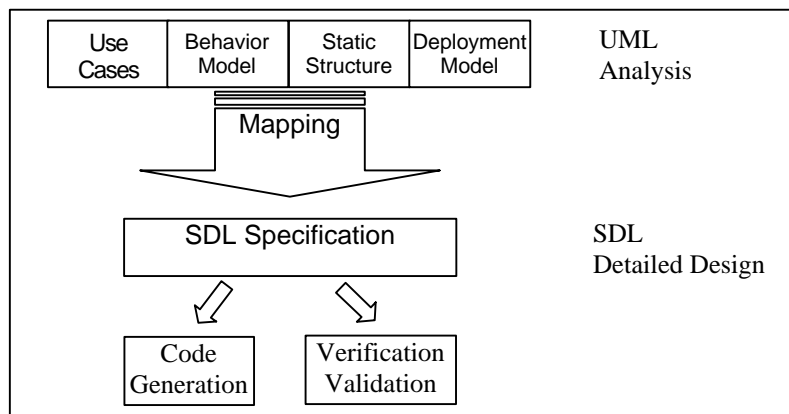 Use Cases
Behavior Model
Static Structure
Deployment Model
UML Analysis
Mapping
SDL Specification
SDL
Detailed Design
Code Generation
Verification Validation